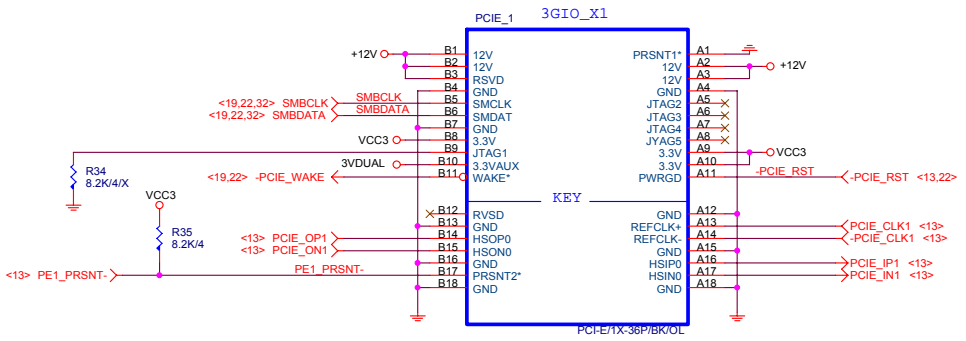 3GIO_X1
PCIE_1
+12V B1 12V PRSNT1* A1
B2 12V 12V A2 +12V
B3 RSVD 12V A3
B4 GND GND A4
<19,22,32> SMBCLK SMBCLK B5 SMCLK JTAG2 A5
<19,22,32> SMBDATA SMBDATA B6 SMDAT JTAG3 A6
B7 GND JTAG4 A7
VCC3 B8 3.3V JYAG5 A8
B9 JTAG1 3.3V A9 VCC3
3VDUAL B10 3.3VAUX 3.3V A10
<19,22> -PCIE_WAKE B11 WAKE* PWRGD A11 -PCIE_RST -PCIE_RST <13,22>
R34
8.2K/4/X
VCC3
KEY
B12 RVSD GND A12
B13 GND REFCLK+ A13 PCIE_CLK1 <13>
<13> PCIE_OP1 B14 HSOP0 REFCLK- A14 -PCIE_CLK1 <13>
<13> PCIE_ON1 B15 HSON0 GND A15
B16 GND HSIP0 A16 PCIE_IP1 <13>
<13> PE1_PRSNT- PE1_PRSNT- B17 PRSNT2* HSIN0 A17 PCIE_IN1 <13>
B18 GND GND A18
R35
8.2K/4
PCI-E/1X-36P/BK/OL